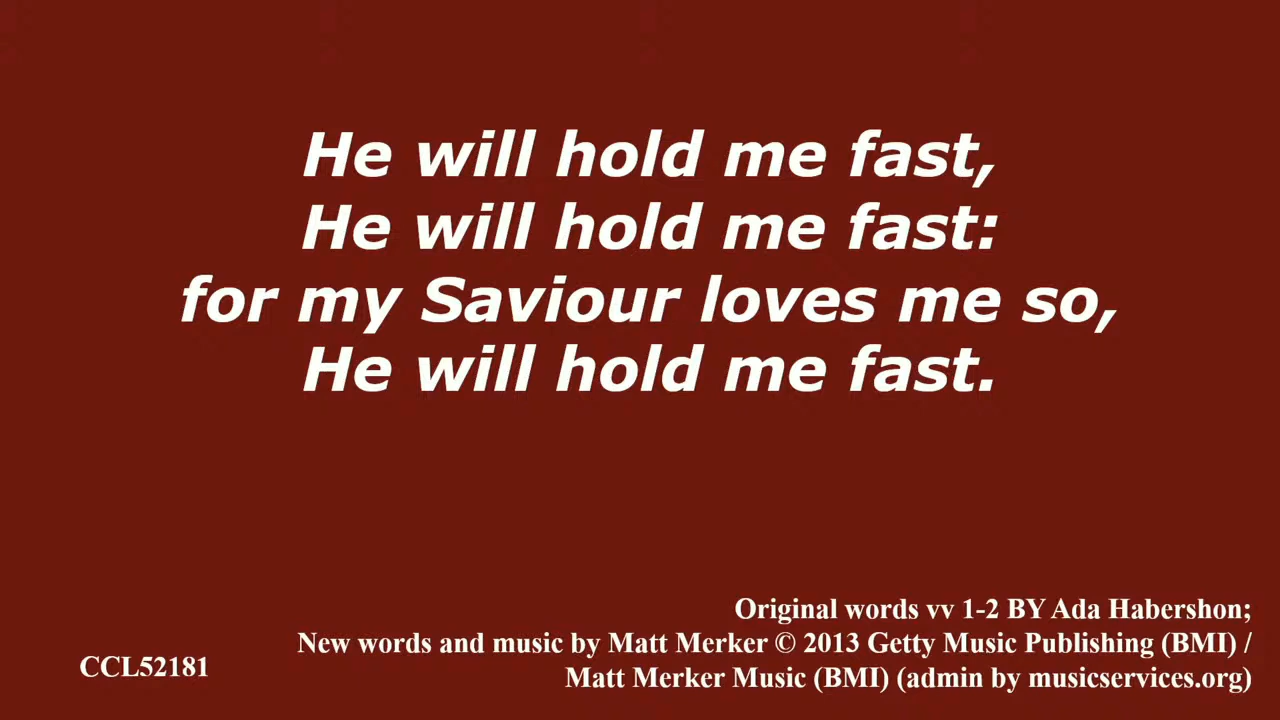 He will hold me fast,
He will hold me fast:
for my Saviour loves me so,
He will hold me fast.
Original words vv 1-2 BY Ada Habershon;
New words and music by Matt Merker © 2013 Getty Music Publishing (BMI) /
Matt Merker Music (BMI) (admin by musicservices.org)
CCL52181